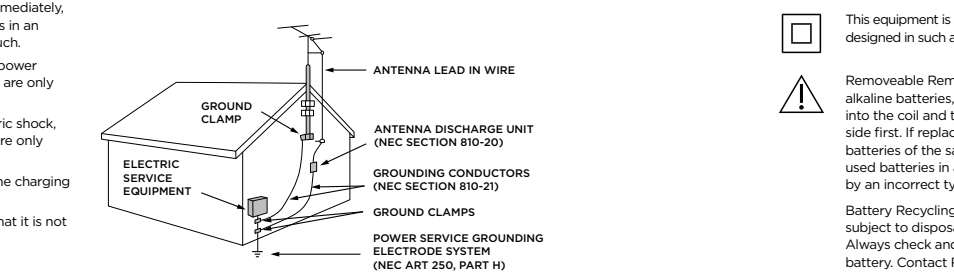 mmediately,
s in an
uch.
power
are only
ric shock,
re only
he charging
hat it is not
GROUND
CLAMP
ELECTRIC
SERVICE
EQUIPMENT
ANTENNA LEAD IN WIRE
ANTENNA DISCHARGE UNIT
(NEC SECTION 810-20)
GROUNDING CONDUCTORS
(NEC SECTION 810-21)
GROUND CLAMPS
POWER SERVICE GROUNDING
ELECTRODE SYSTEM
(NEC ART 250, PART H)
This equipment is
designed in such a
Removeable Rem
alkaline batteries,
into the coil and t
side first. If replac
batteries of the sa
used batteries in a
by an incorrect ty
Battery Recycling
subject to disposa
Always check and
battery. Contact F